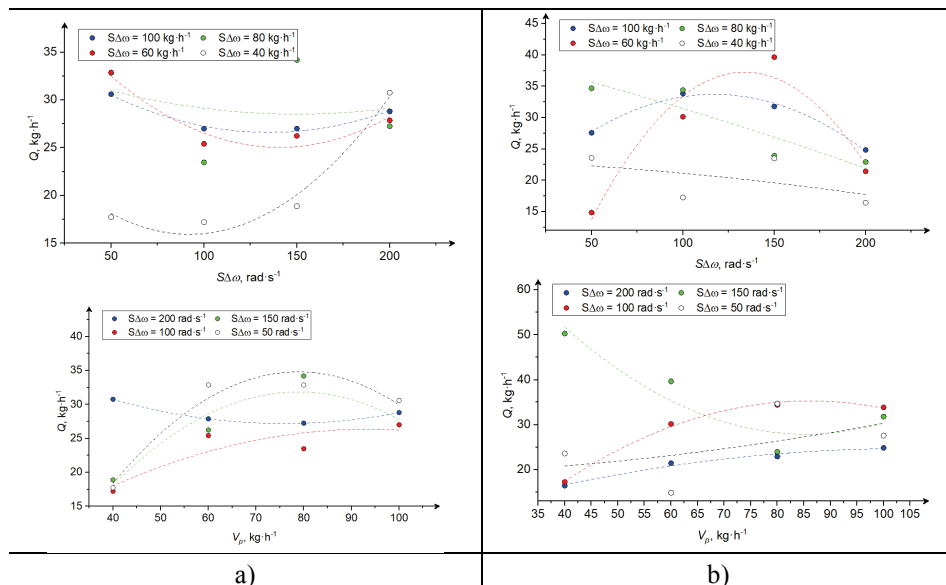 SΔω = 100 kg·h⁻¹ SΔω = 80 kg·h⁻¹
SΔω = 60 kg·h⁻¹ SΔω = 40 kg·h⁻¹
35
30
25
20
15
Q, kg·h⁻¹
50 100 150 200
SΔω, rad·s⁻¹
SΔω = 200 rad·s⁻¹ SΔω = 150 rad·s⁻¹
SΔω = 100 rad·s⁻¹ SΔω = 50 rad·s⁻¹
40
35
30
25
20
15
Q, kg·h⁻¹
40 50 60 70 80 90 100
Vₚ, kg·h⁻¹
a)
SΔω = 100 kg·h⁻¹ SΔω = 80 kg·h⁻¹
SΔω = 60 kg·h⁻¹ SΔω = 40 kg·h⁻¹
45
40
35
30
25
20
15
Q, kg·h⁻¹
50 100 150 200
SΔω, rad·s⁻¹
SΔω = 200 rad·s⁻¹ SΔω = 150 rad·s⁻¹
SΔω = 100 rad·s⁻¹ SΔω = 50 rad·s⁻¹
60
50
40
30
20
Q, kg·h⁻¹
35 40 45 50 55 60 65 70 75 80 85 90 95 100 105
Vₚ, kg·h⁻¹
b)